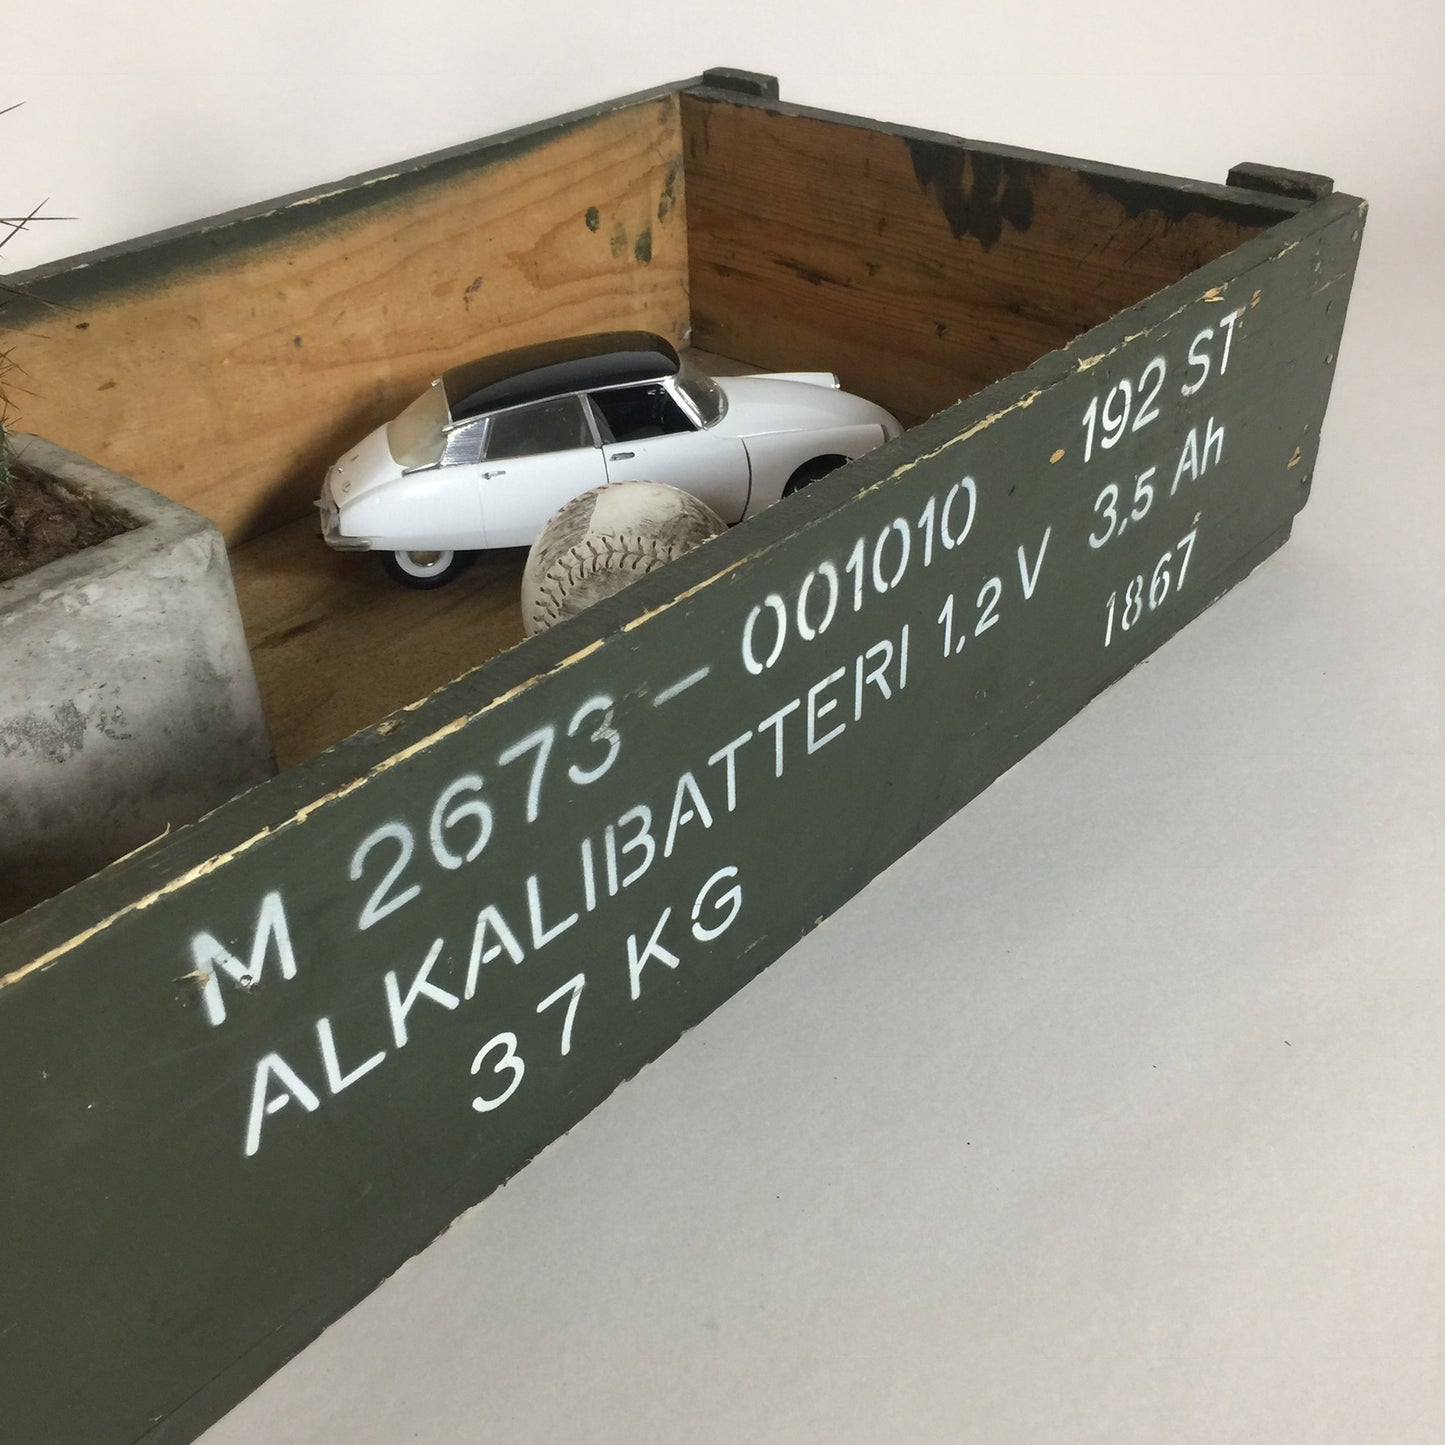 M 2673-001010 192 ST
ALKALIBATTERI 1,2 V 3,5 Ah
37 KG 1867